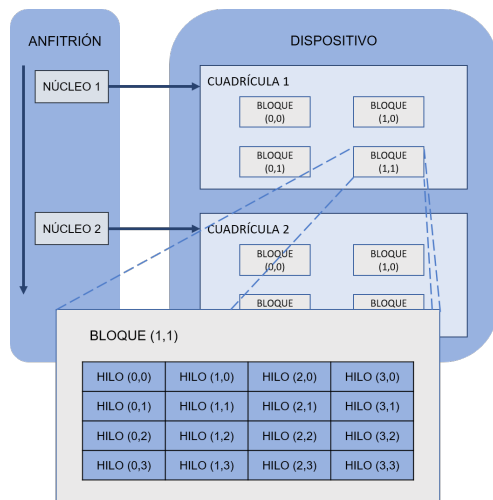 ANFITRIÓN
DISPOSITIVO
NÚCLEO 1
CUADRÍCULA 1
BLOQUE
(0,0)
BLOQUE
(1,0)
BLOQUE
(0,1)
BLOQUE
(1,1)
NÚCLEO 2
CUADRÍCULA 2
BLOQUE
(0,0)
BLOQUE
(1,0)
BLOQUE
BLOQUE
BLOQUE (1,1)
HILO (0,0) HILO (1,0) HILO (2,0) HILO (3,0)
HILO (0,1) HILO (1,1) HILO (2,1) HILO (3,1)
HILO (0,2) HILO (1,2) HILO (2,2) HILO (3,2)
HILO (0,3) HILO (1,3) HILO (2,3) HILO (3,3)